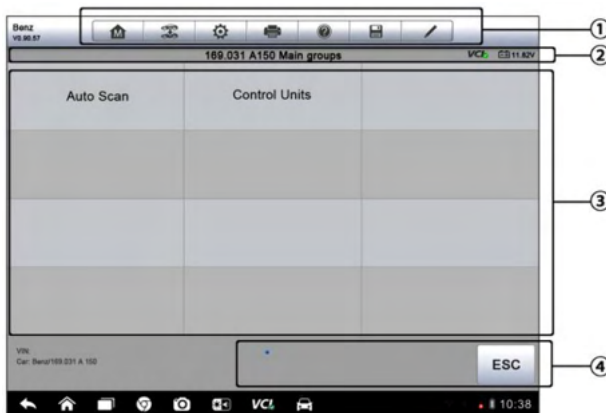 Benz
V0.90.57
①
169.031 A150 Main groups
VCI
11.82V
②
Auto Scan
Control Units
③
VIN:
Car: Benz/169.031 A 150
ESC
④
VCI
10:38